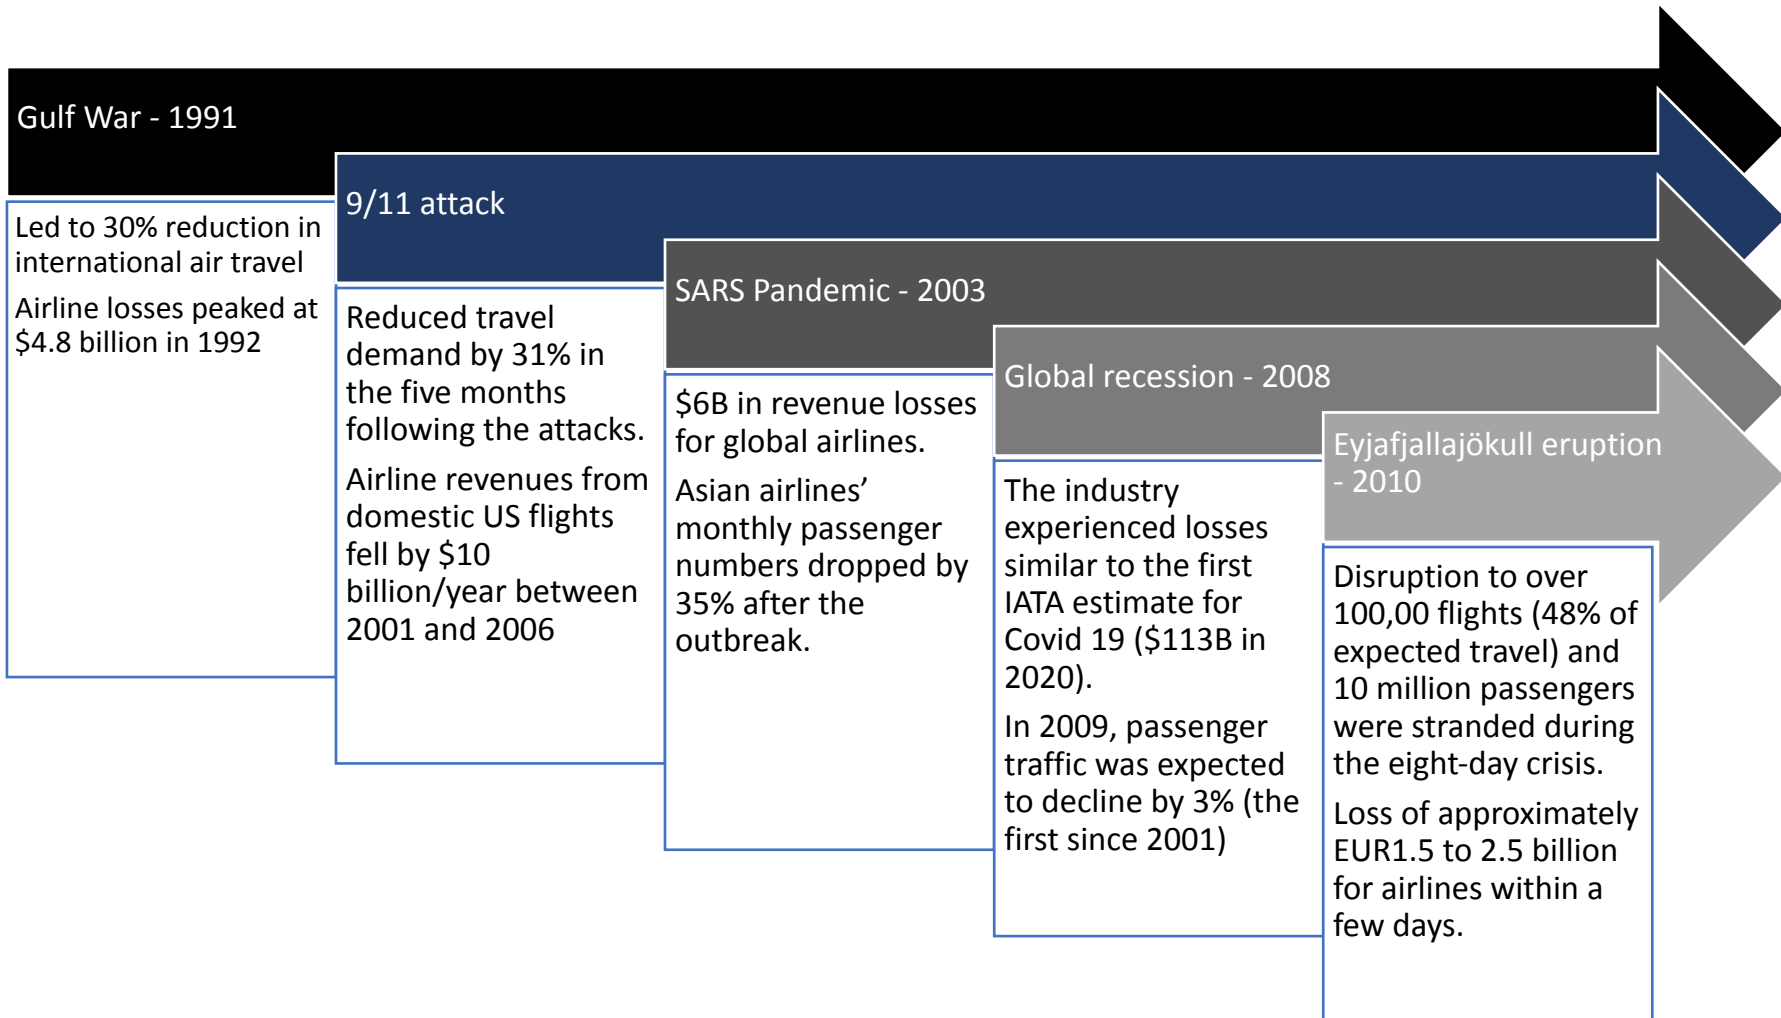 Gulf War - 1991
Led to 30% reduction in
international air travel
Airline losses peaked at
$4.8 billion in 1992
9/11 attack
Reduced travel
demand by 31% in
the five months
following the attacks.
Airline revenues from
domestic US flights
fell by $10
billion/year between
2001 and 2006
SARS Pandemic - 2003
$6B in revenue losses
for global airlines.
Asian airlines’
monthly passenger
numbers dropped by
35% after the
outbreak.
Global recession - 2008
The industry
experienced losses
similar to the first
IATA estimate for
Covid 19 ($113B in
2020).
In 2009, passenger
traffic was expected
to decline by 3% (the
first since 2001)
Eyjafjallajökull eruption
- 2010
Disruption to over
100,00 flights (48% of
expected travel) and
10 million passengers
were stranded during
the eight-day crisis.
Loss of approximately
EUR1.5 to 2.5 billion
for airlines within a
few days.